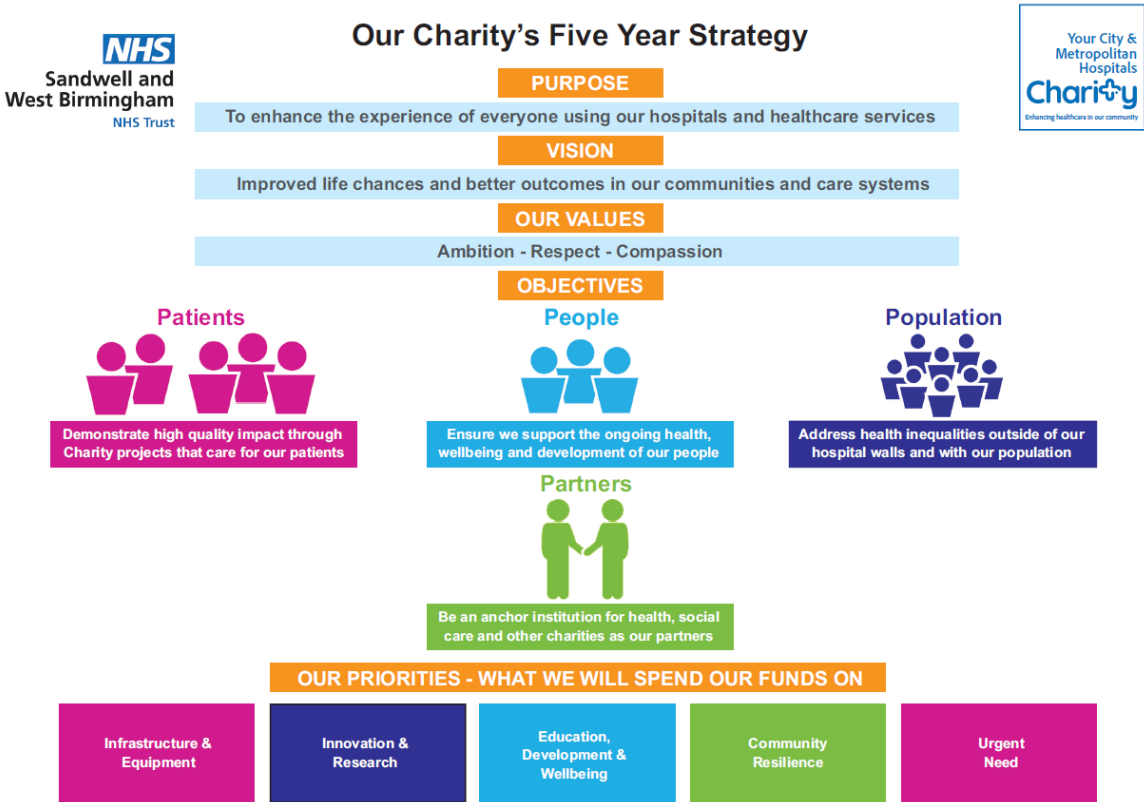 Our Charity’s Five Year Strategy
NHS
Sandwell and
West Birmingham
NHS Trust
Your City &
Metropolitan
Hospitals
Charity
Enhancing healthcare in our community
PURPOSE
To enhance the experience of everyone using our hospitals and healthcare services
VISION
Improved life chances and better outcomes in our communities and care systems
OUR VALUES
Ambition - Respect - Compassion
OBJECTIVES
Patients
Demonstrate high quality impact through
Charity projects that care for our patients
People
Ensure we support the ongoing health,
wellbeing and development of our people
Population
Address health inequalities outside of our
hospital walls and with our population
Partners
Be an anchor institution for health, social
care and other charities as our partners
OUR PRIORITIES - WHAT WE WILL SPEND OUR FUNDS ON
Infrastructure &
Equipment
Innovation &
Research
Education,
Development &
Wellbeing
Community
Resilience
Urgent
Need